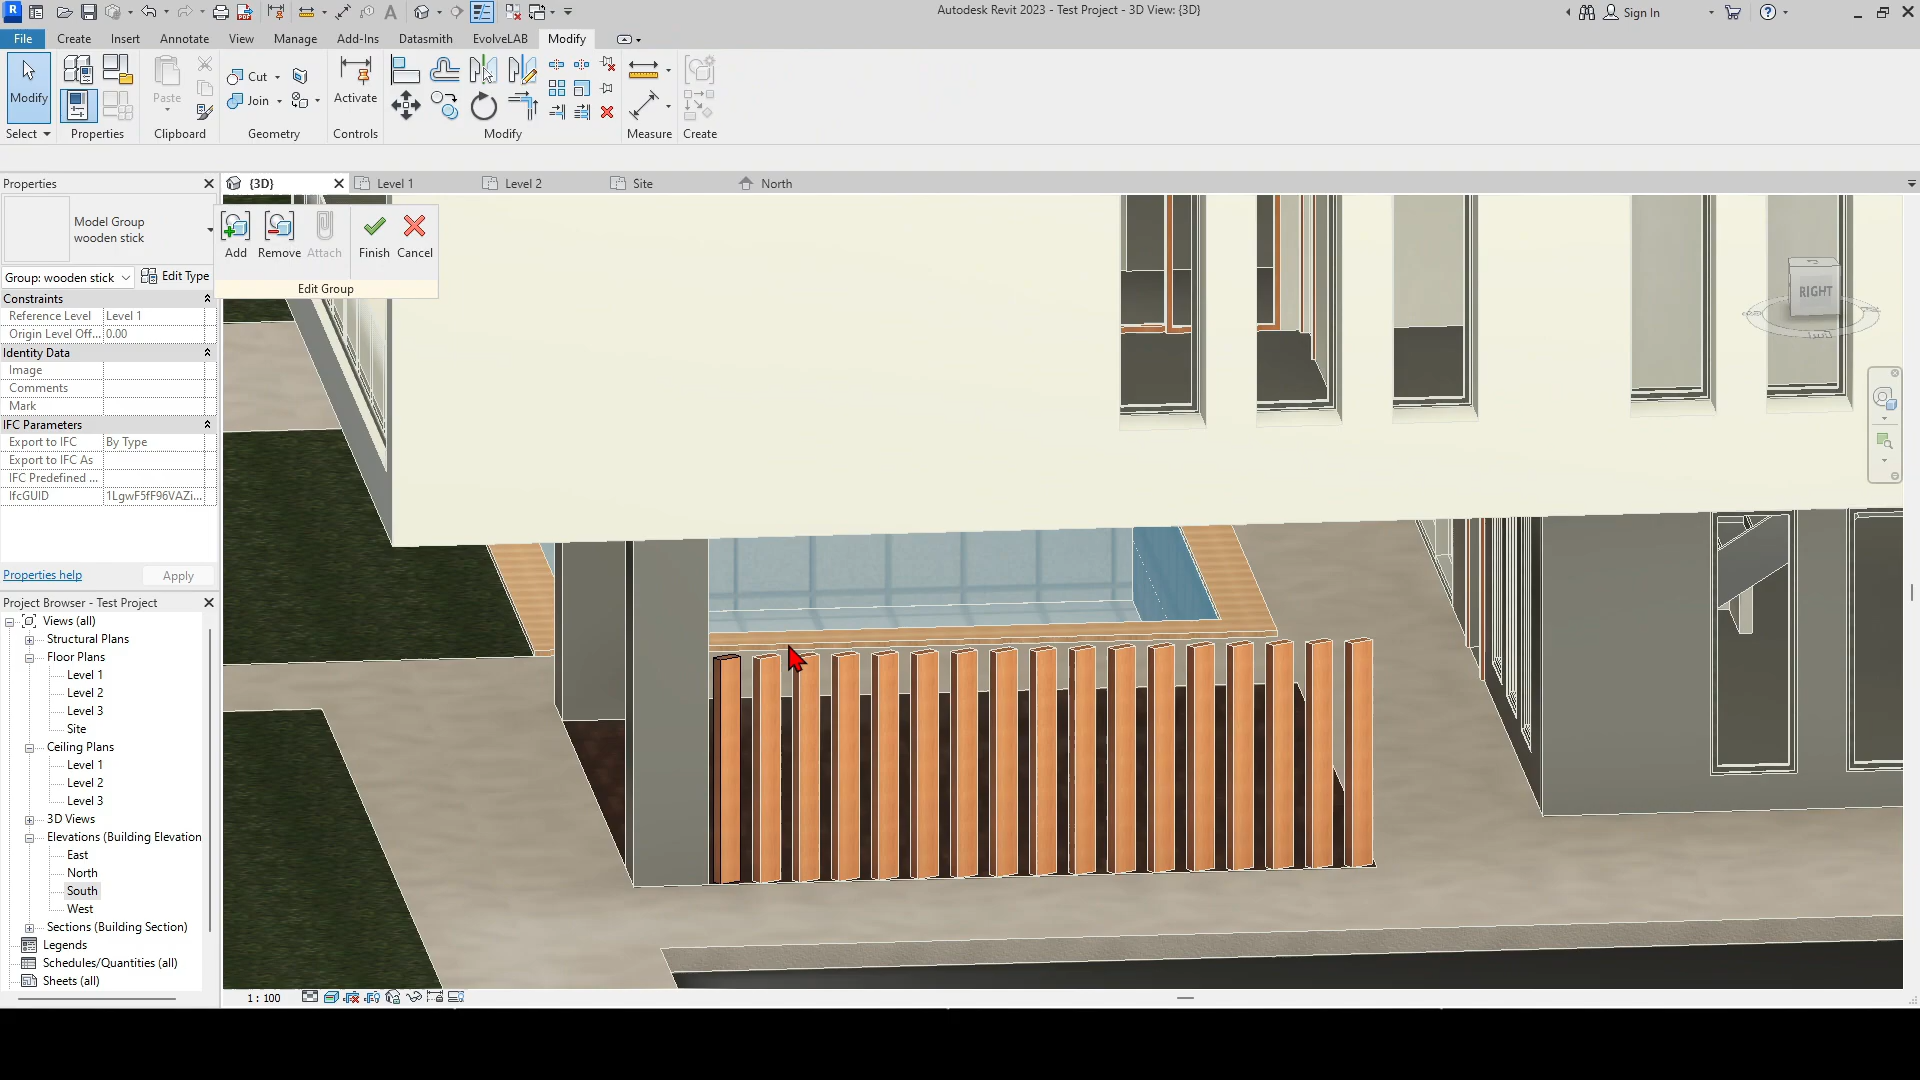 Autodesk Revit 2023 - Test Project - 3D View: {3D}
Sign In
File Create Insert Annotate View Manage Add-Ins Datasmith EvolveLAB Modify
Modify
Paste
Cut
Join
Activate
Select Properties Clipboard Geometry Controls Modify Measure Create
Properties
{3D} Level 1 Level 2 Site North
Model Group
wooden stick
Group: wooden stick Edit Type
Constraints
Reference Level Level 1
Origin Level Off... 0.00
Identity Data
Image
Comments
Mark
IFC Parameters
Export to IFC By Type
Export to IFC As
IFC Predefined ...
IfcGUID 1LgwF5fF96VAZi...
Properties help Apply
Add Remove Attach Finish Cancel
Edit Group
RIGHT
Project Browser - Test Project
Views (all)
Structural Plans
Floor Plans
Level 1
Level 2
Level 3
Site
Ceiling Plans
Level 1
Level 2
Level 3
3D Views
Elevations (Building Elevation
East
North
South
West
Sections (Building Section)
Legends
Schedules/Quantities (all)
Sheets (all)
1 : 100